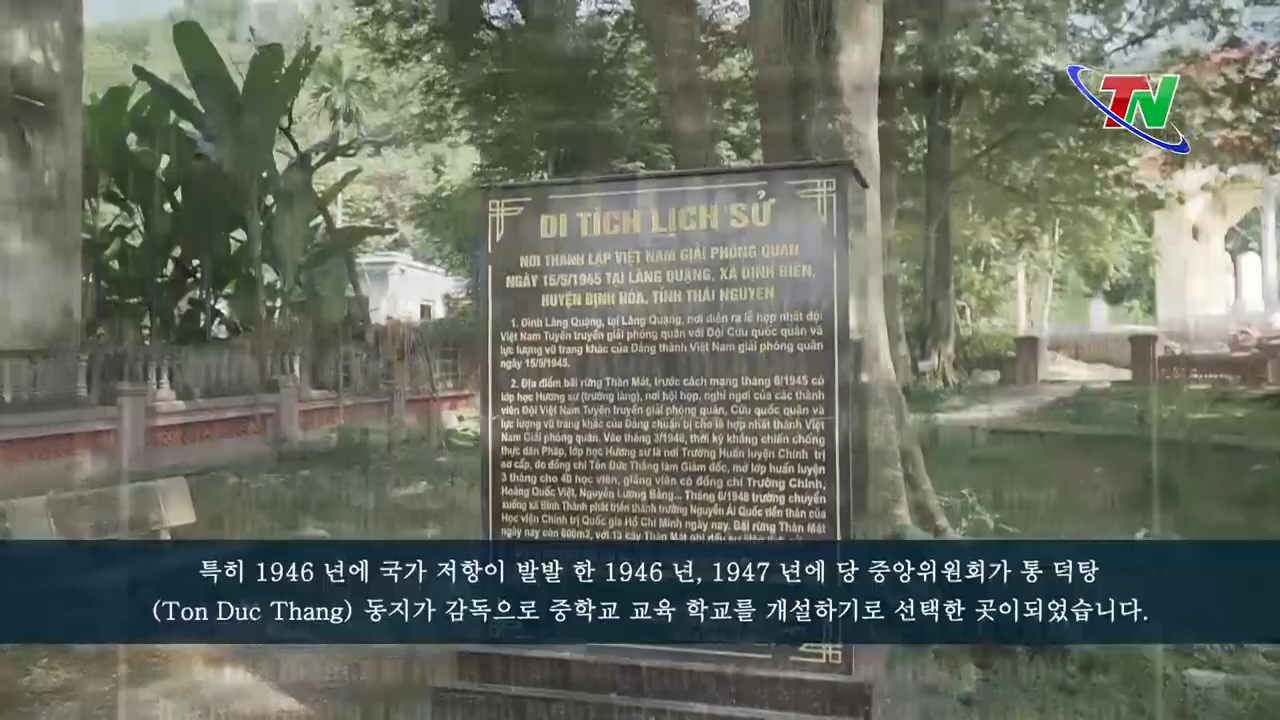 TN
DI TÍCH LỊCH SỬ
NƠI THÀNH LẬP VIỆT NAM GIẢI PHÓNG QUÂN
NGÀY 15/5/1945 TẠI LÀNG QUẶNG, XÃ ĐỊNH BIÊN,
HUYỆN ĐỊNH HÓA, TỈNH THÁI NGUYÊN
1. Đình Làng Quặng, tại Làng Quặng, nơi diễn ra lễ hợp nhất đội
Việt Nam Tuyên truyền giải phóng quân với Đội Cứu quốc quân và
lực lượng vũ trang khác của Đảng thành Việt Nam giải phóng quân
ngày 15/5/1945.
2. Địa điểm bãi rừng Thàn Mát, trước cách mạng tháng 8/1945 có
lớp học Hương sư (trường làng), nơi hội họp, nghỉ ngơi của các thành
viên Đội Việt Nam Tuyên truyền giải phóng quân, Cứu quốc quân và
lực lượng vũ trang khác của Đảng chuẩn bị cho lễ hợp nhất thành Việt
Nam Giải phóng quân. Vào tháng 3/1948, thời kỳ kháng chiến chống
thực dân Pháp, lớp học Hương sư là nơi Trường Huấn luyện Chính trị
sơ cấp, do đồng chí Tôn Đức Thắng làm Giám đốc, mở lớp huấn luyện
3 tháng cho 40 học viên, giảng viên có đồng chí Trường Chinh,
Hoàng Quốc Việt, Nguyễn Lương Bằng... Tháng 6/1948 trường chuyển
xuống xã Bình Thành phát triển thành trường Nguyễn Ái Quốc tiền thân của
Học viện Chính trị Quốc gia Hồ Chí Minh ngày nay. Bãi rừng Thàn Mát
ngày nay còn 600m2, với 13 cây Thàn Mát ghi dấu
특히 1946 년에 국가 저항이 발발 한 1946 년, 1947 년에 당 중앙위원회가 통 덕탕
(Ton Duc Thang) 동지가 감독으로 중학교 교육 학교를 개설하기로 선택한 곳이되었습니다.